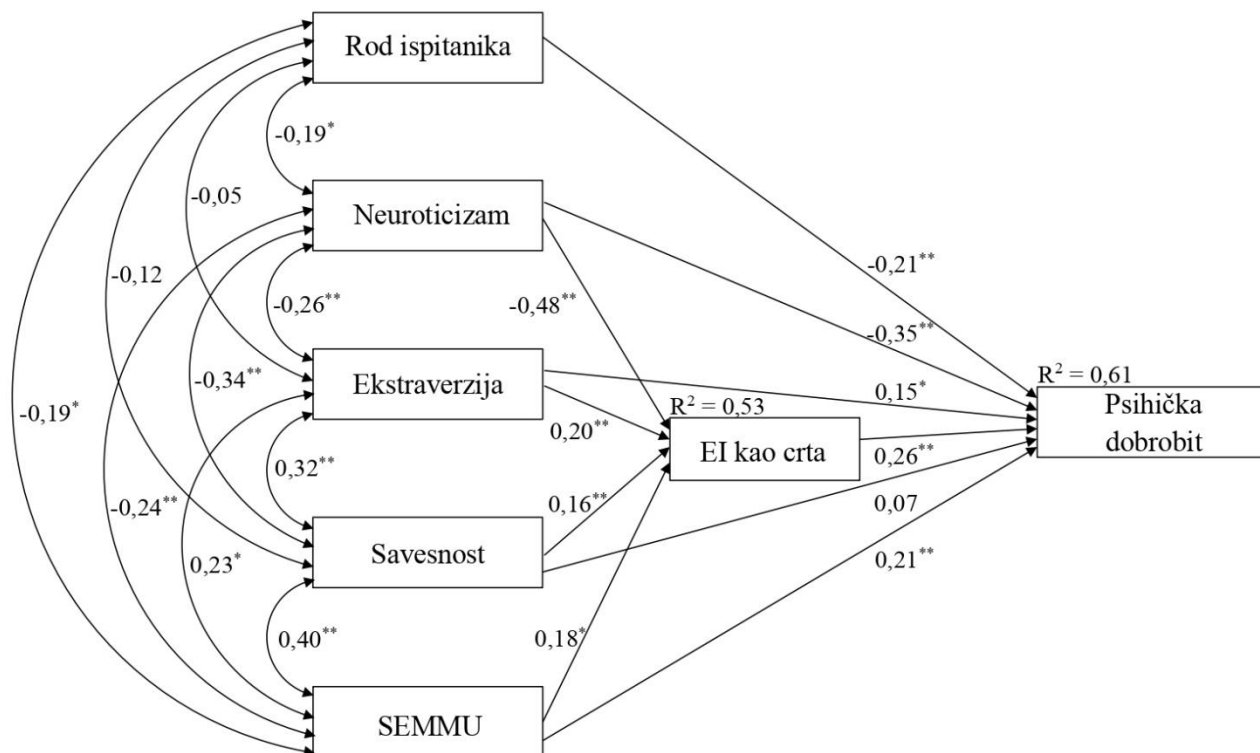 Rod ispitanika
-0,19*
-0,05
Neuroticizam
-0,12
-0,21**
-0,26**
-0,48**
-0,35**
Ekstraverzija
-0,34**
-0,19*
0,15*
R² = 0,61
Psihička
dobrobit
R² = 0,53
0,20**
EI kao crta
0,32**
0,26**
0,16**
-0,24**
0,07
Savesnost
0,23*
0,21**
0,40**
0,18*
SEMMU